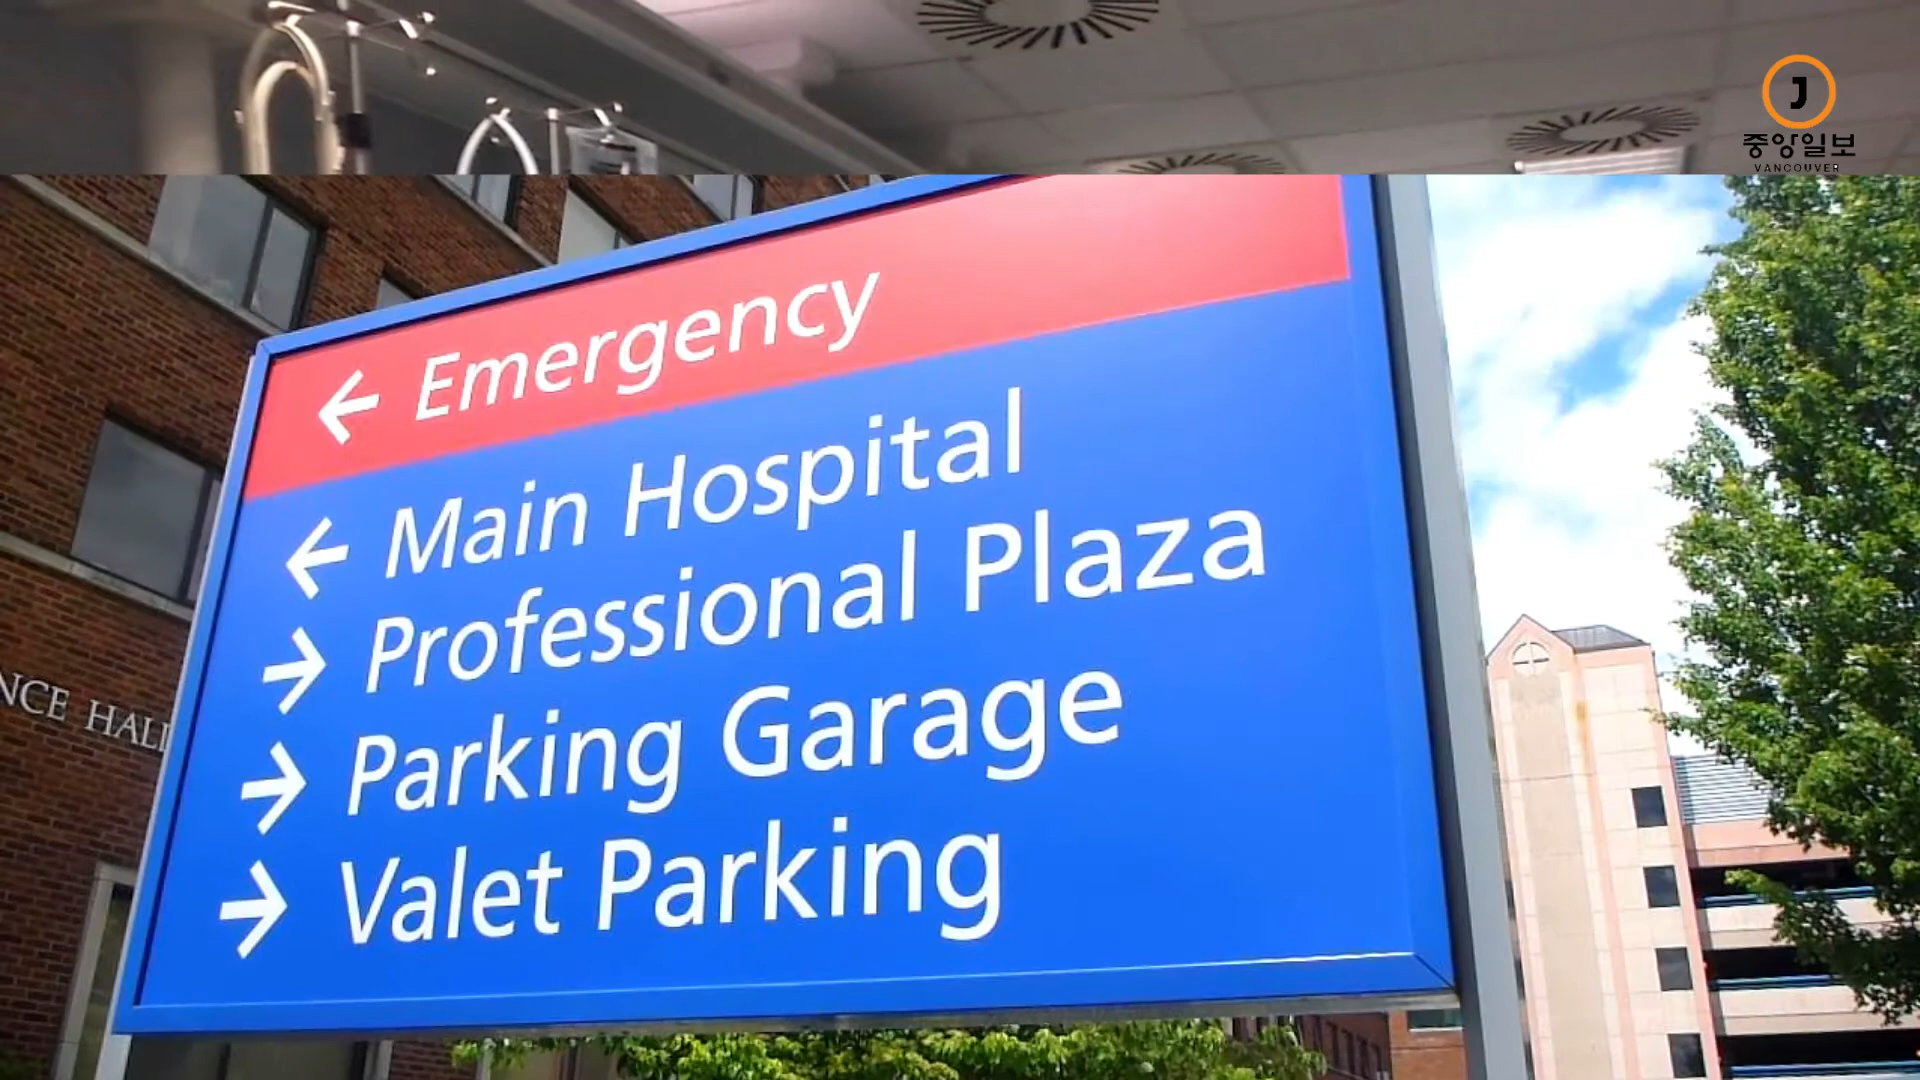 J
중앙일보
VANCOUVER
← Emergency
← Main Hospital
→ Professional Plaza
→ Parking Garage
→ Valet Parking
NCE HALL